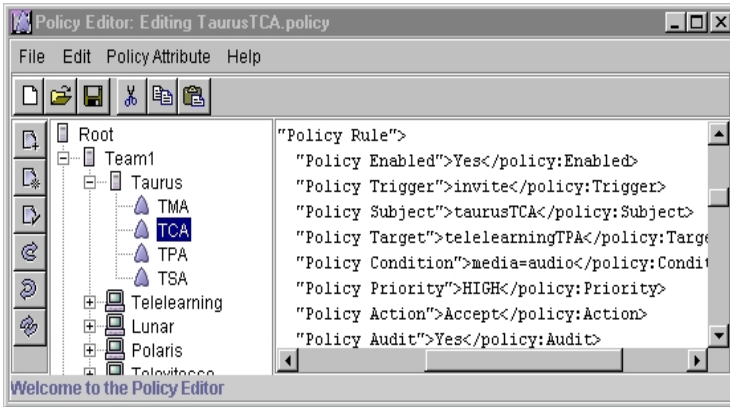 Policy Editor: Editing TaurusTCA.policy
File Edit Policy Attribute Help
Root
Team1
Taurus
TMA
TCA
TPA
TSA
Telelearning
Lunar
Polaris
"Policy Rule">
"Policy Enabled">Yes</policy:Enabled>
"Policy Trigger">invite</policy:Trigger>
"Policy Subject">taurusTCA</policy:Subject>
"Policy Target">telelearningTPA</policy:Targe
"Policy Condition">media=audio</policy:Condit
"Policy Priority">HIGH</policy:Priority>
"Policy Action">Accept</policy:Action>
"Policy Audit">Yes</policy:Audit>
Welcome to the Policy Editor